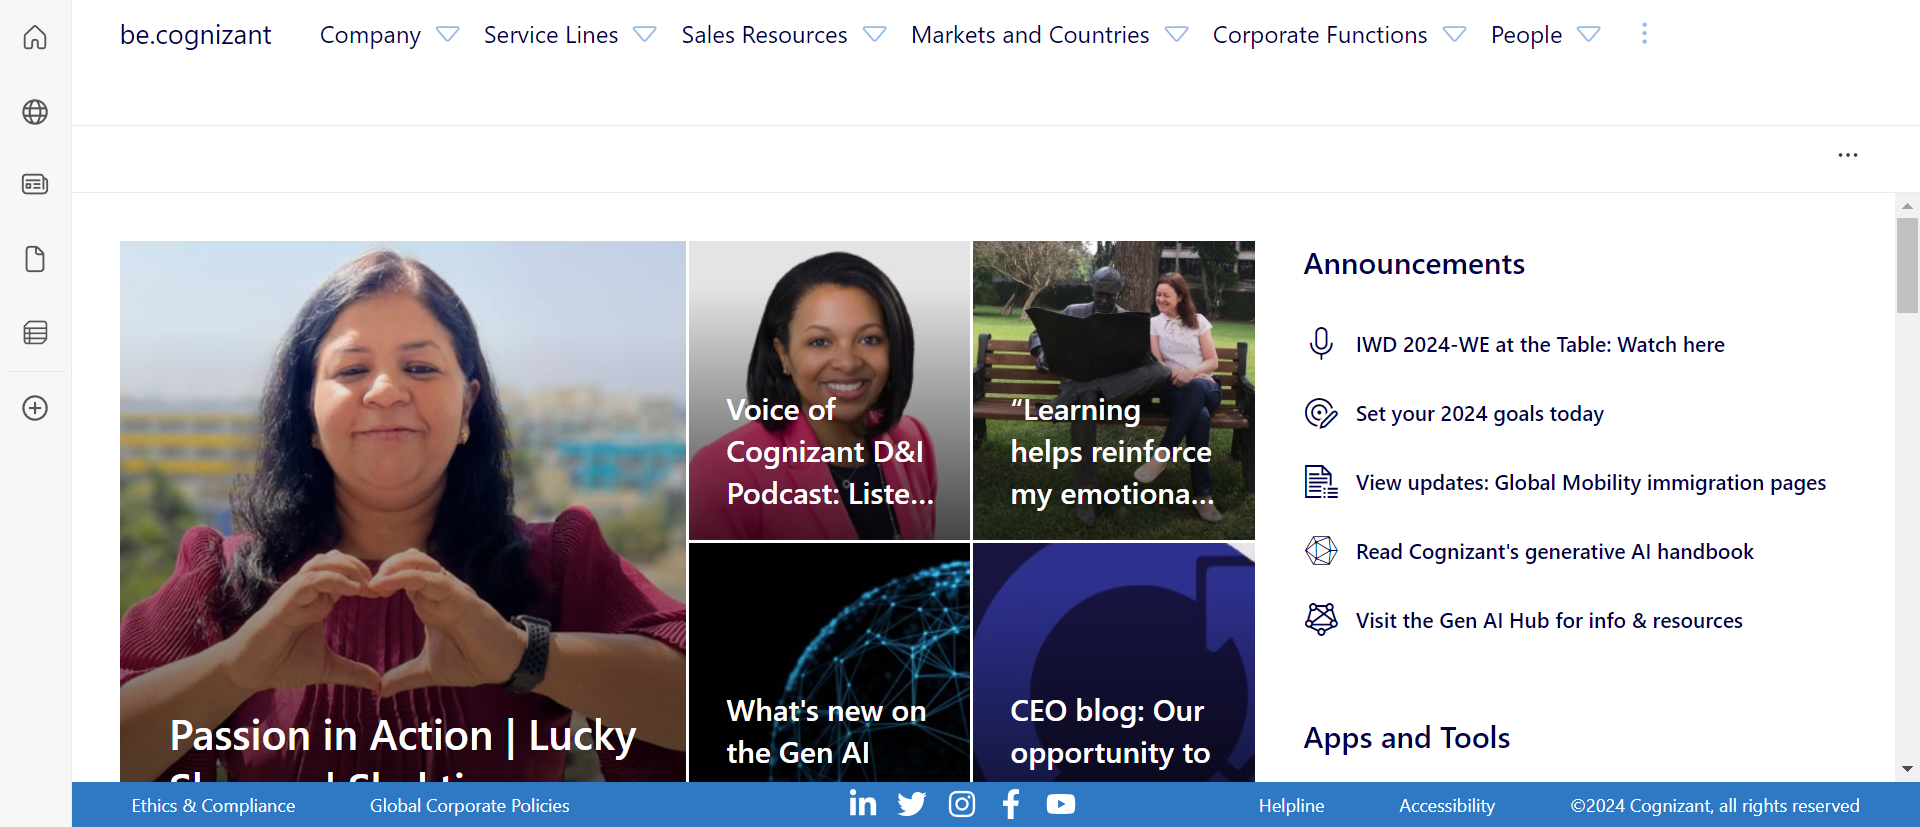 be.cognizant
Company
Service Lines
Sales Resources
Markets and Countries
Corporate Functions
People
Passion in Action | Lucky
Voice of
Cognizant D&I
Podcast: Liste...
“Learning
helps reinforce
my emotiona...
What's new on
the Gen AI
CEO blog: Our
opportunity to
Announcements
IWD 2024-WE at the Table: Watch here
Set your 2024 goals today
View updates: Global Mobility immigration pages
Read Cognizant's generative AI handbook
Visit the Gen AI Hub for info & resources
Apps and Tools
Ethics & Compliance
Global Corporate Policies
Helpline
Accessibility
©2024 Cognizant, all rights reserved